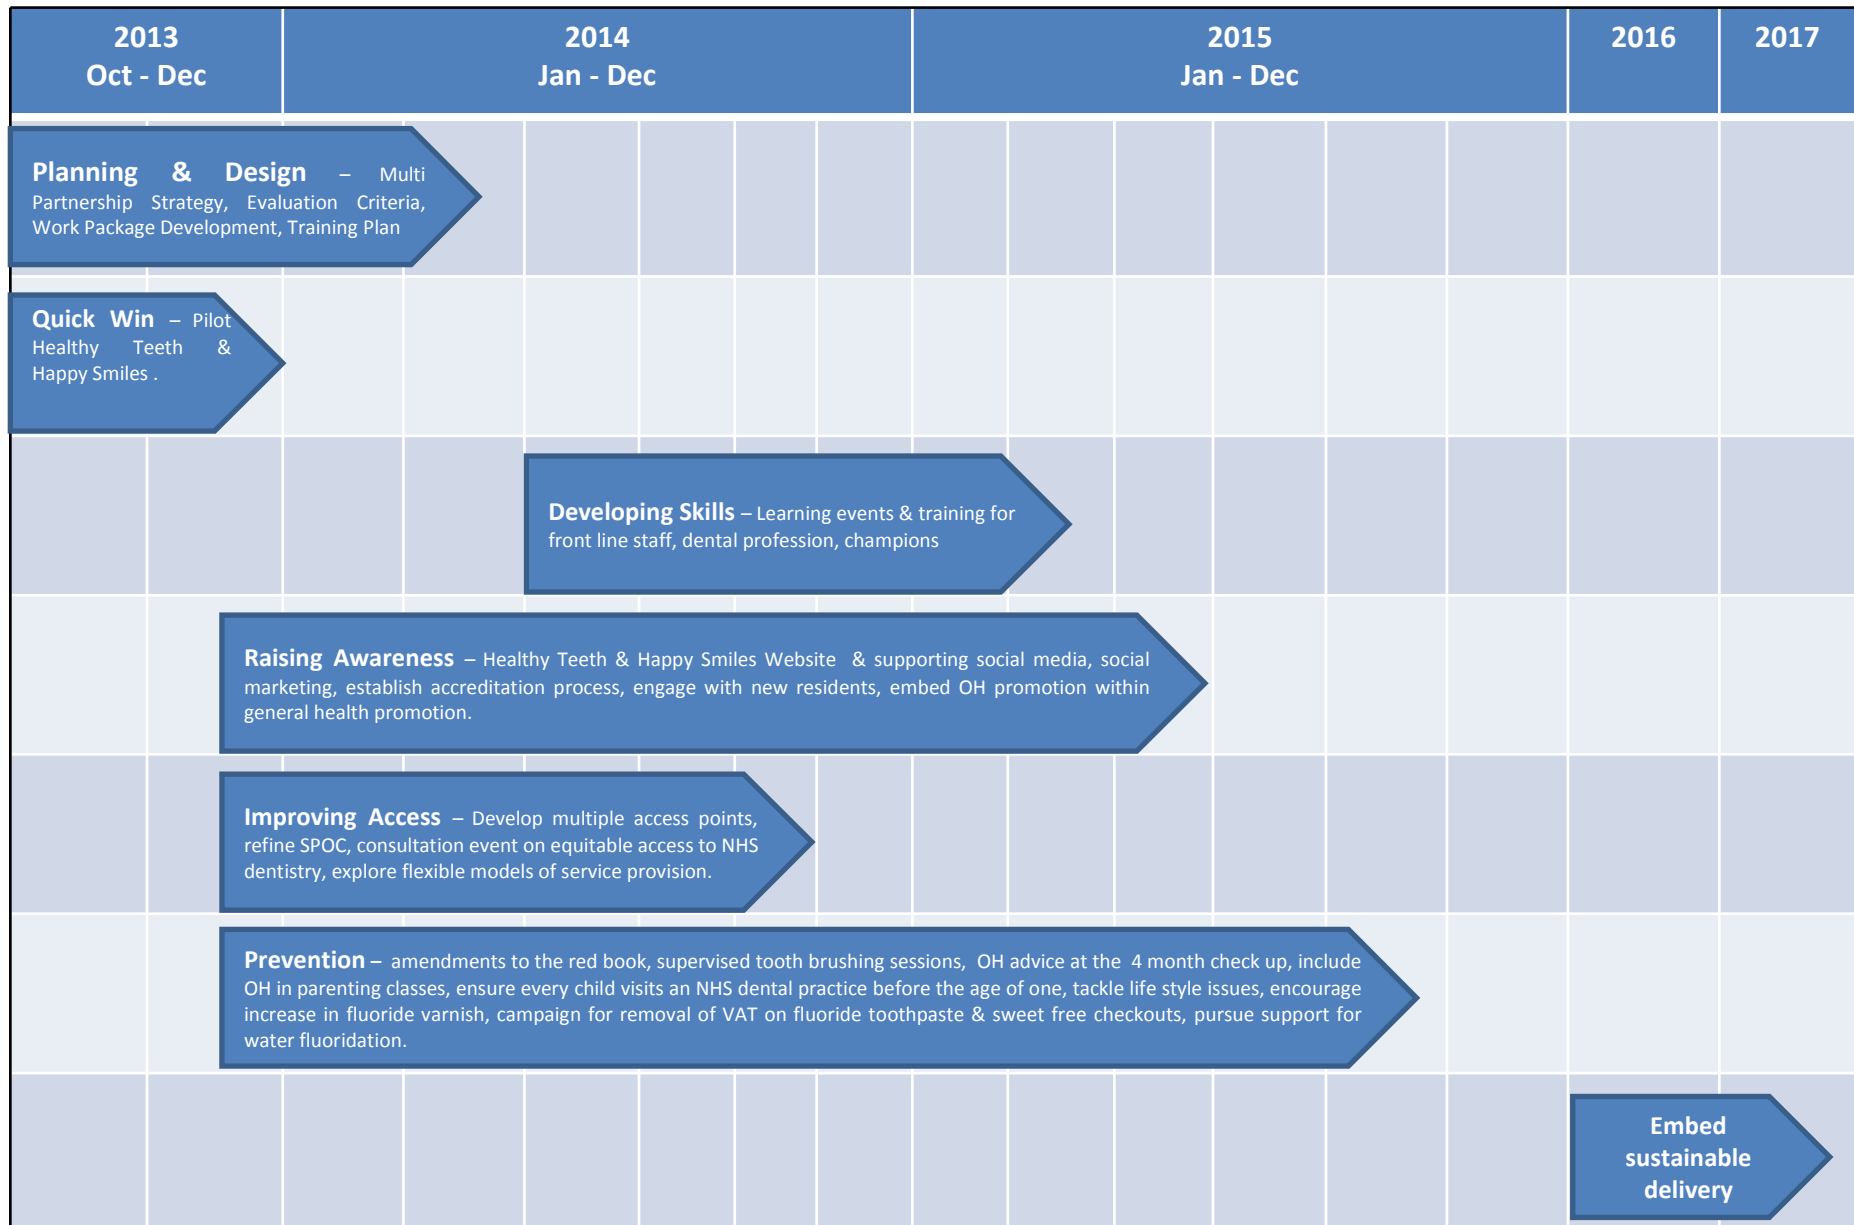 2013
Oct - Dec
2014
Jan - Dec
2015
Jan - Dec
2016
2017
Planning & Design – Multi
Partnership Strategy, Evaluation Criteria,
Work Package Development, Training Plan
Quick Win – Pilot
Healthy Teeth &
Happy Smiles .
Developing Skills – Learning events & training for
front line staff, dental profession, champions
Raising Awareness – Healthy Teeth & Happy Smiles Website & supporting social media, social
marketing, establish accreditation process, engage with new residents, embed OH promotion within
general health promotion.
Improving Access – Develop multiple access points,
refine SPOC, consultation event on equitable access to NHS
dentistry, explore flexible models of service provision.
Prevention – amendments to the red book, supervised tooth brushing sessions, OH advice at the 4 month check up, include
OH in parenting classes, ensure every child visits an NHS dental practice before the age of one, tackle life style issues, encourage
increase in fluoride varnish, campaign for removal of VAT on fluoride toothpaste & sweet free checkouts, pursue support for
water fluoridation.
Embed
sustainable
delivery